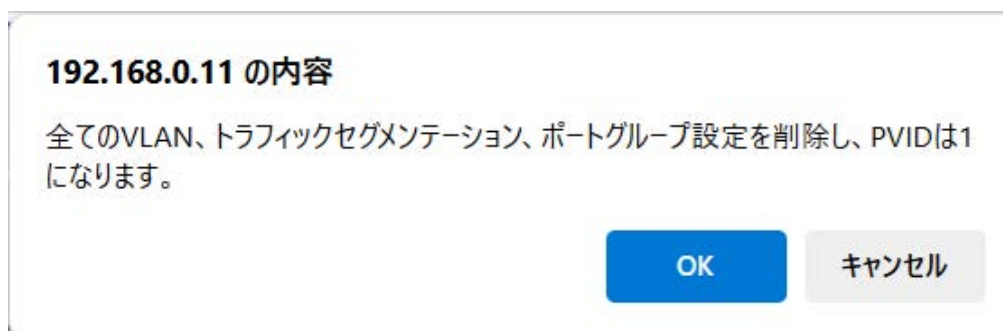 192.168.0.11 の内容
全てのVLAN、トラフィックセグメンテーション、ポートグループ設定を削除し、PVIDは1
になります。
OK
キャンセル